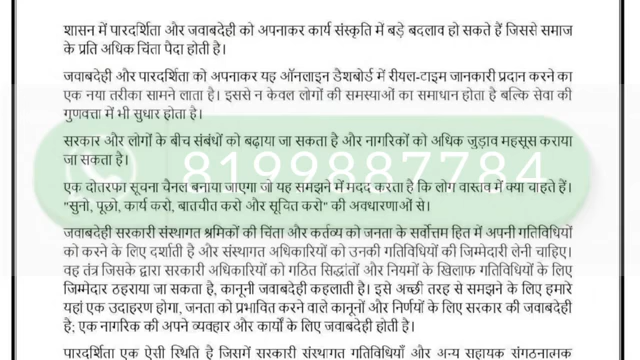 शासन में पारदर्शिता और जवाबदेही को अपनाकर कार्य संस्कृति में बड़े बदलाव हो सकते हैं जिससे समाज
के प्रति अधिक चिंता पैदा होती है।
जवाबदेही और पारदर्शिता को अपनाकर यह ऑनलाइन डैशबोर्ड में रीयल-टाइम जानकारी प्रदान करने का
एक नया तरीका सामने लाता है। इससे न केवल लोगों की समस्याओं का समाधान होता है बल्कि सेवा की
गुणवत्ता में भी सुधार होता है।
सरकार और लोगों के बीच संबंधों को बढ़ाया जा सकता है और नागरिकों को अधिक जुड़ाव महसूस कराया
जा सकता है।
8199887784
एक दोतरफा सूचना चैनल बनाया जाएगा जो यह समझने में मदद करता है कि लोग वास्तव में क्या चाहते हैं।
"सुनो, पूछो, कार्य करो, बातचीत करो और सूचित करो" की अवधारणाओं से।
जवाबदेही सरकारी संस्थागत श्रमिकों की चिंता और कर्तव्य को जनता के सर्वोत्तम हित में अपनी गतिविधियों
को करने के लिए दर्शाती है और संस्थागत अधिकारियों को उनकी गतिविधियों की जिम्मेदारी लेनी चाहिए।
वह तंत्र जिसके द्वारा सरकारी अधिकारियों को गठित सिद्धांतों और नियमों के खिलाफ गतिविधियों के लिए
जिम्मेदार ठहराया जा सकता है, कानूनी जवाबदेही कहलाती है। इसे अच्छी तरह से समझने के लिए हमारे
यहां एक उदाहरण होगा, जनता को प्रभावित करने वाले कानूनों और निर्णयों के लिए सरकार की जवाबदेही
है; एक नागरिक की अपने व्यवहार और कार्यों के लिए जवाबदेही होती है।
पारदर्शिता एक ऐसी स्थिति है जिसमें सरकारी संस्थागत गतिविधियाँ और अन्य सहायक संगठनात्मक